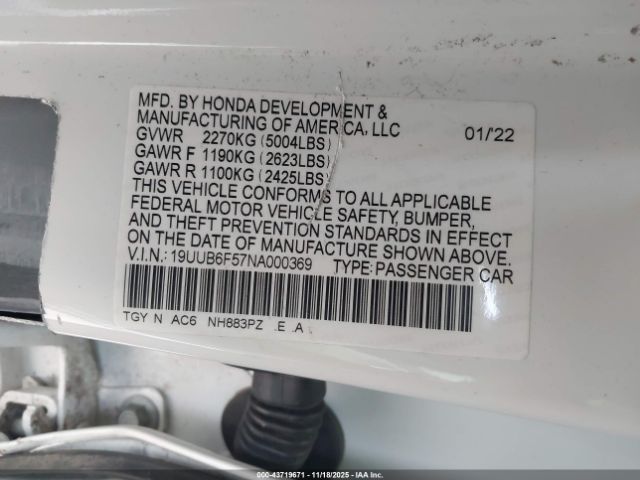 MFD. BY HONDA DEVELOPMENT &
MANUFACTURING OF AMERICA, LLC 01/'22
GVWR 2270KG (5004LBS)
GAWR F 1190KG (2623LBS)
GAWR R 1100KG (2425LBS)
THIS VEHICLE CONFORMS TO ALL APPLICABLE
FEDERAL MOTOR VEHICLE SAFETY, BUMPER,
AND THEFT PREVENTION STANDARDS IN EFFECT
ON THE DATE OF MANUFACTURE SHOWN ABOVE.
V.I.N.: 19UUB6F57NA000369 TYPE: PASSENGER CAR
TGY N AC6 NH883PZ .E .A
000-43719671 - 11/18/2025 - IAA Inc.